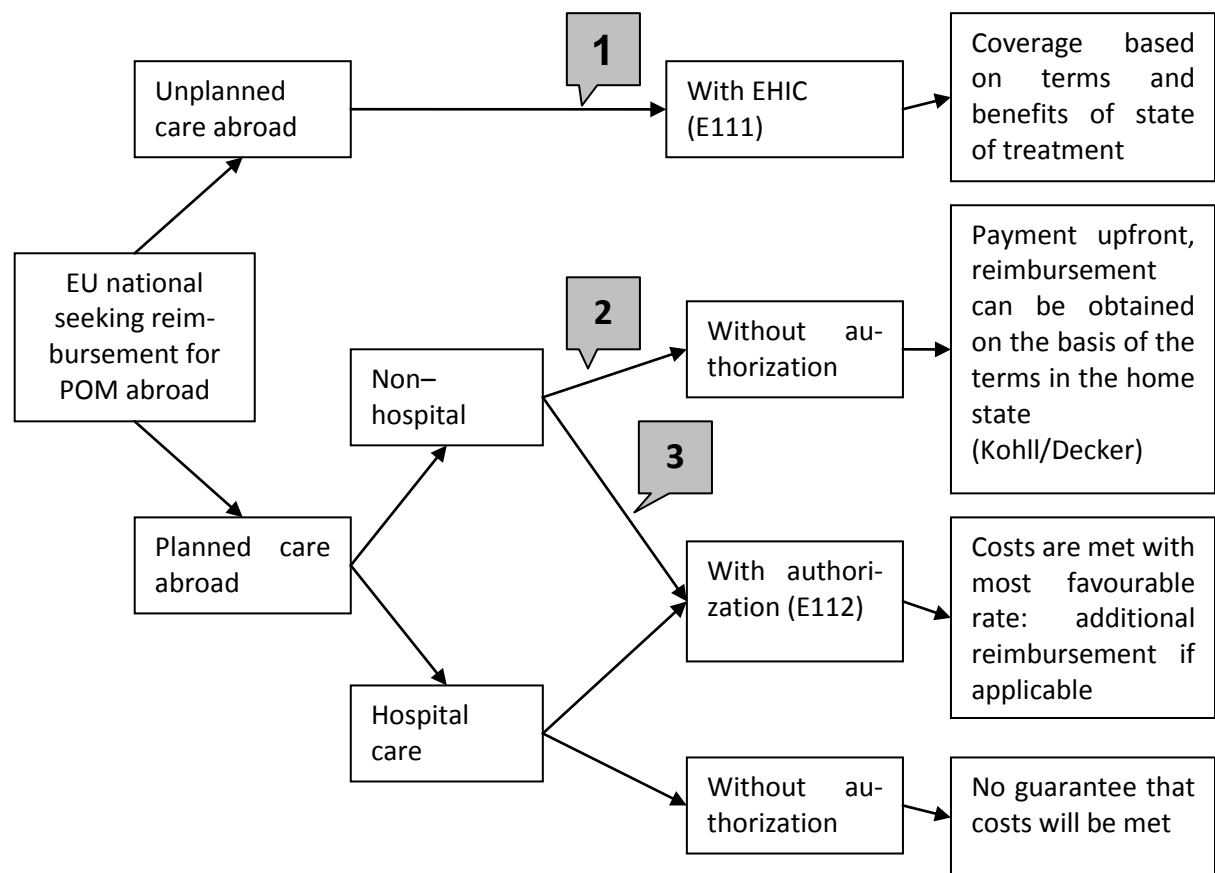 1
Unplanned
care abroad
With EHIC
(E111)
Coverage based
on terms and
benefits of state
of treatment
EU national
seeking reim-
bursement for
POM abroad
2
Non–
hospital
Without au-
thorization
Payment upfront,
reimbursement
can be obtained
on the basis of the
terms in the home
state
(Kohll/Decker)
3
Planned care
abroad
With authori-
zation (E112)
Costs are met with
most favourable
rate: additional
reimbursement if
applicable
Hospital
care
Without au-
thorization
No guarantee that
costs will be met